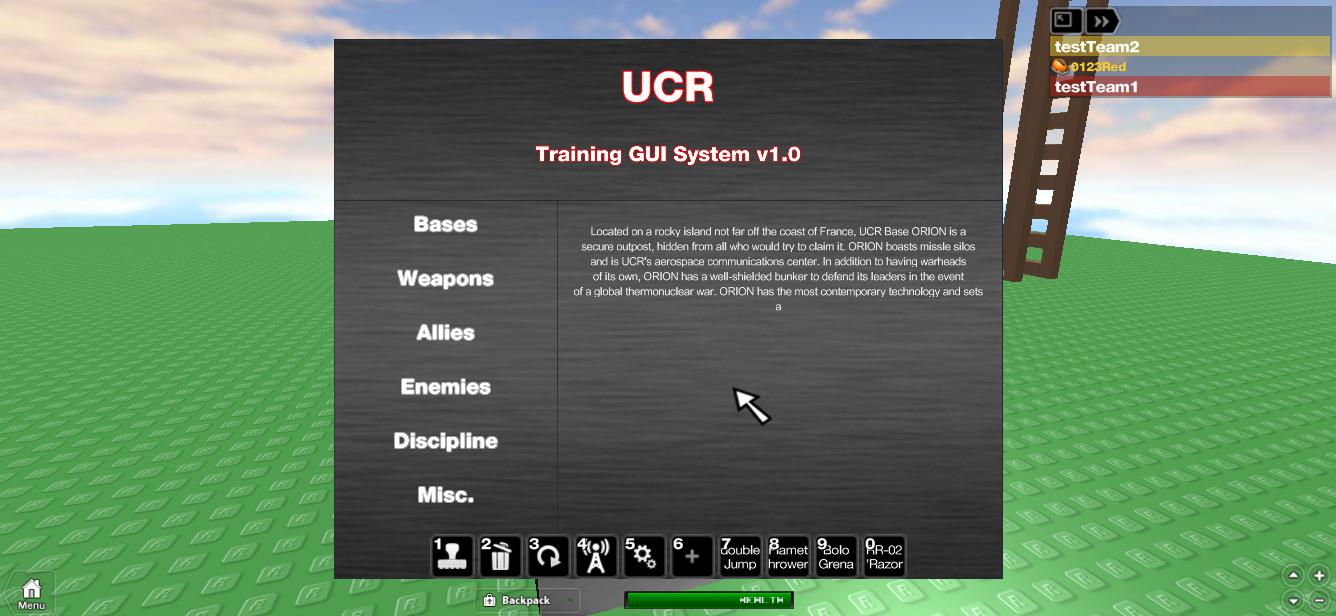 UCR
Training GUI System v1.0
testTeam2
0123Red
testTeam1
Bases
Weapons
Allies
Enemies
Discipline
Misc.
Located on a rocky island not far off the coast of France, UCR Base ORION is a
secure outpost, hidden from all who would try to claim it. ORION boasts missle silos
and is UCR's aerospace communications center. In addition to having warheads
of its own, ORION has a well-shielded bunker to defend its leaders in the event
of a global thermonuclear war. ORION has the most contemporary technology and sets
a
1
2
3
4
5
6
7
double
Jump
8
flamet
hrower
9
Bolo
Grena
0
RR-02
'Razor
Menu
Backpack
HEALTH